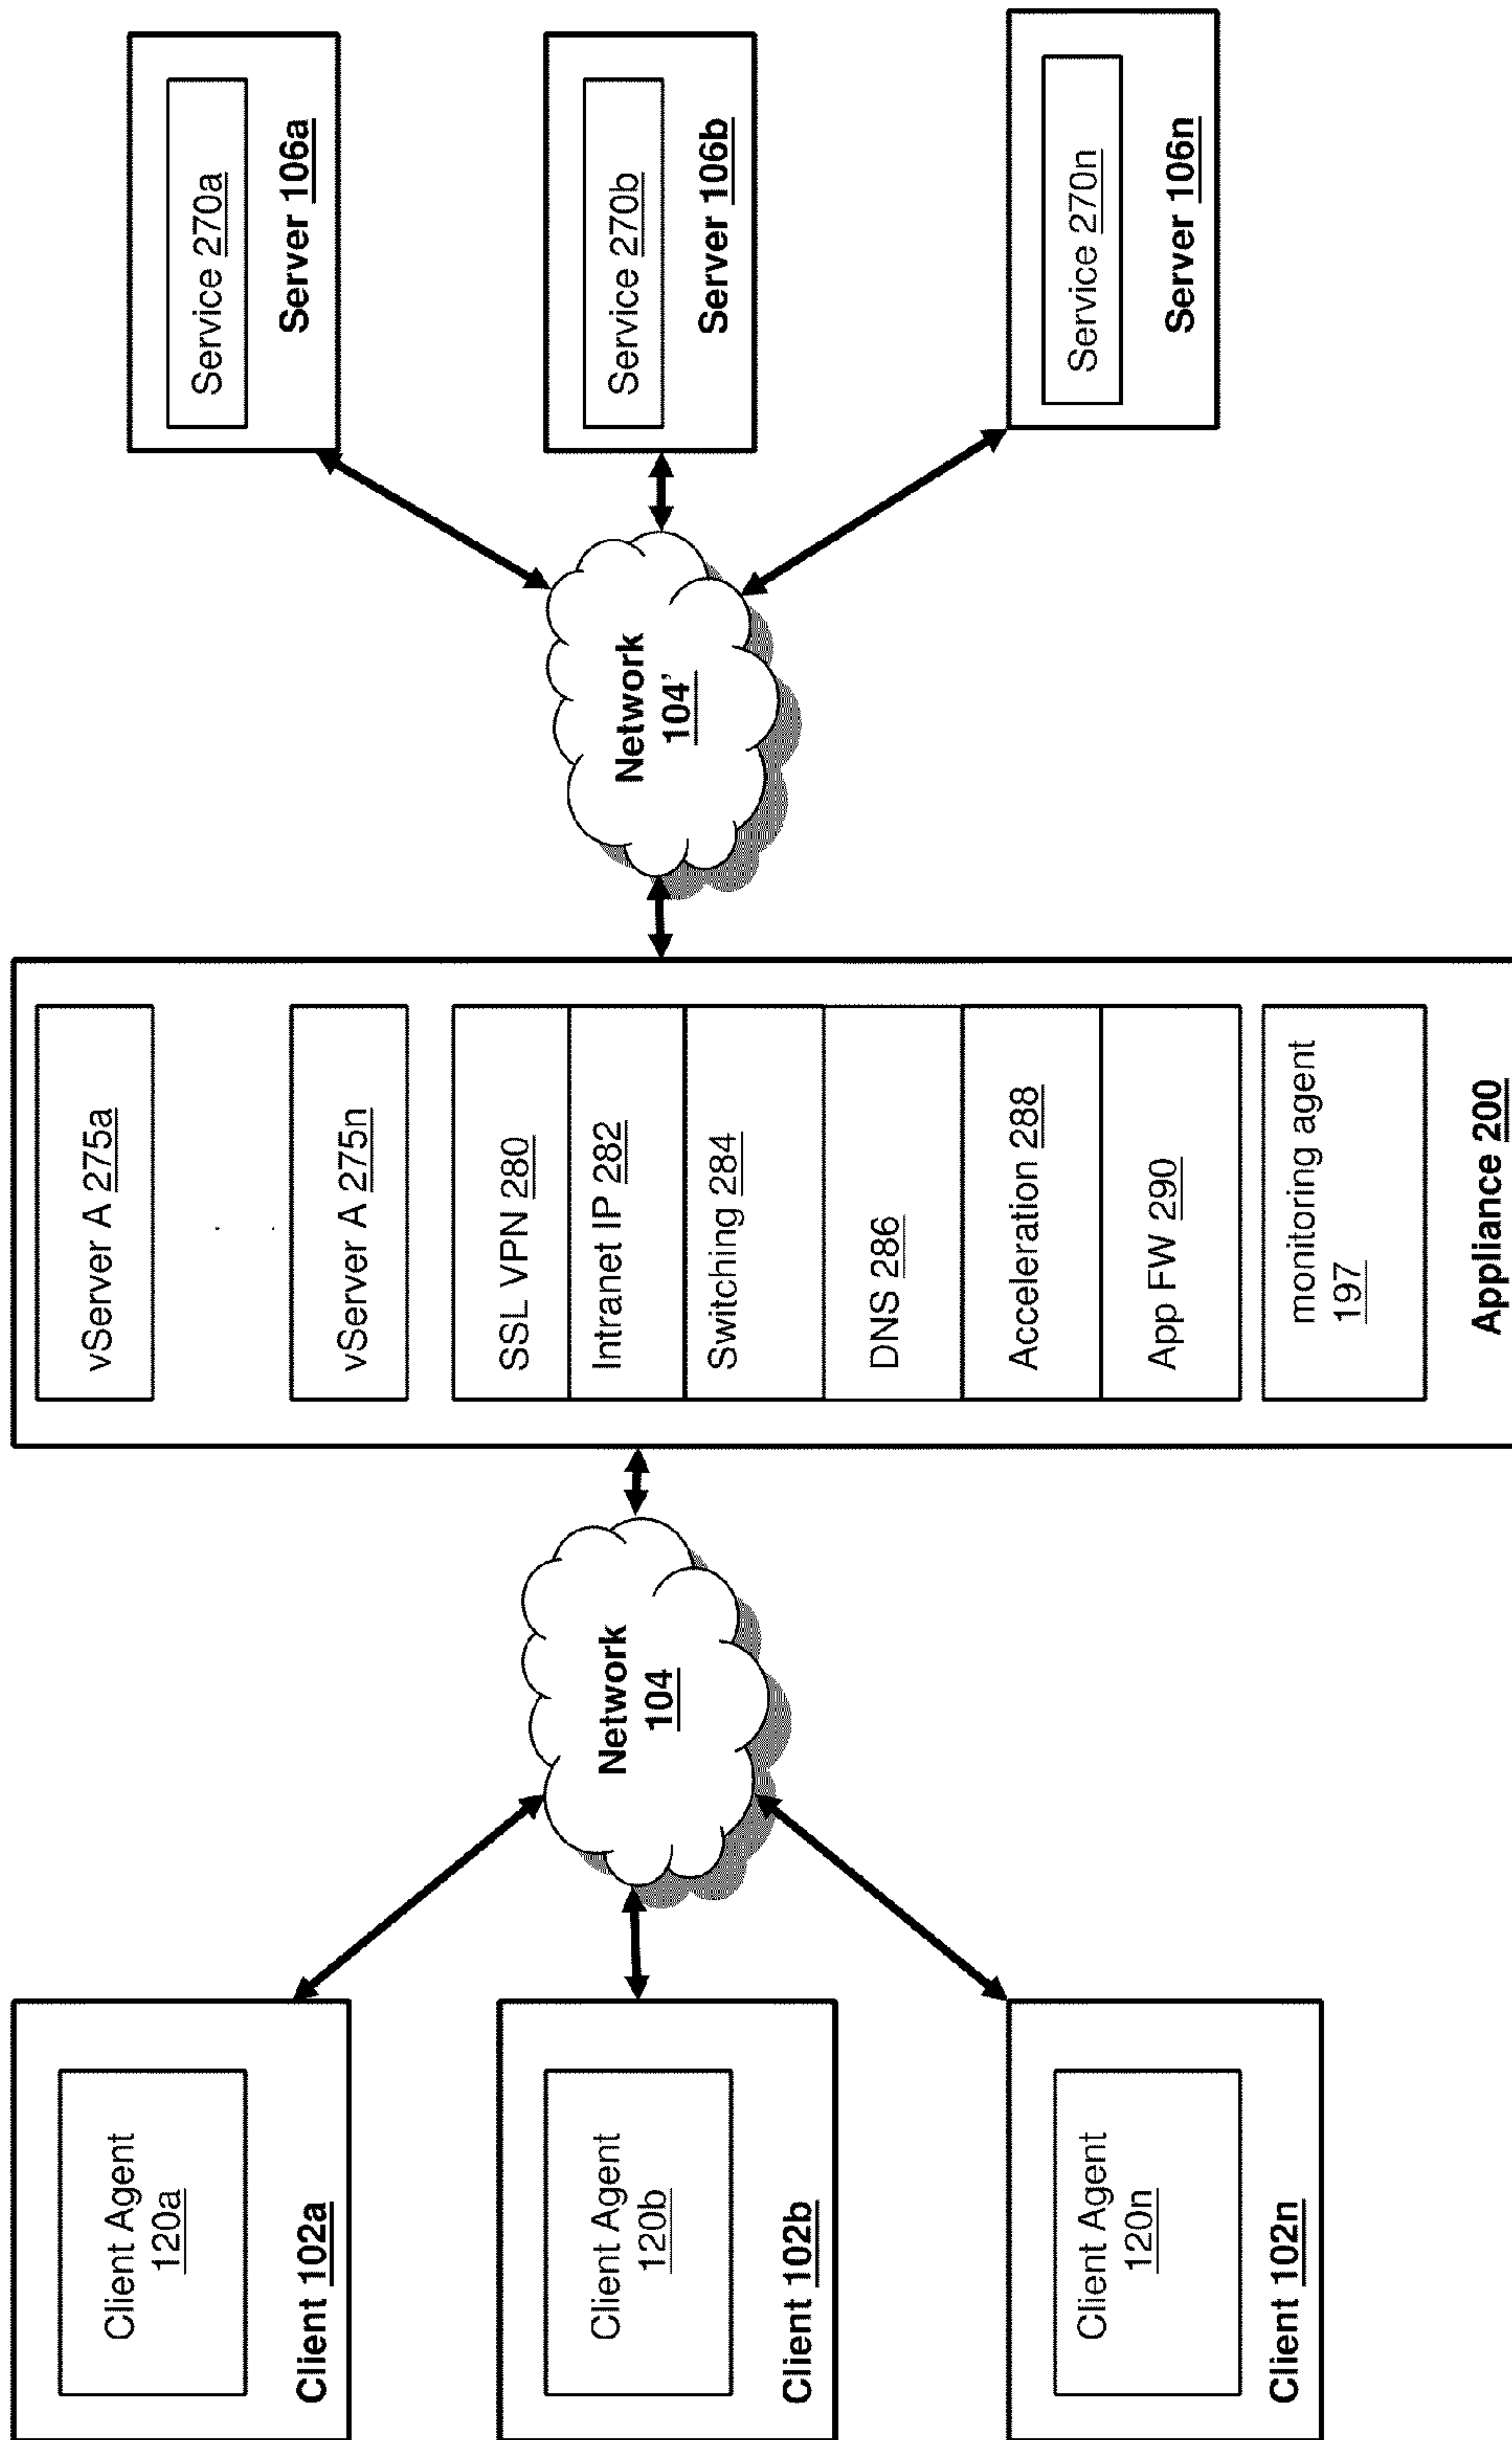 Client Agent
120a
Client 102a
Client Agent
120b
Client 102b
Client Agent
120n
Client 102n
Network
104
vServer A 275a
vServer A 275n
SSL VPN 280
Intranet IP 282
Switching 284
DNS 286
Acceleration 288
App FW 290
monitoring agent
197
Appliance 200
Network
104’
Service 270a
Server 106a
Service 270b
Server 106b
Service 270n
Server 106n